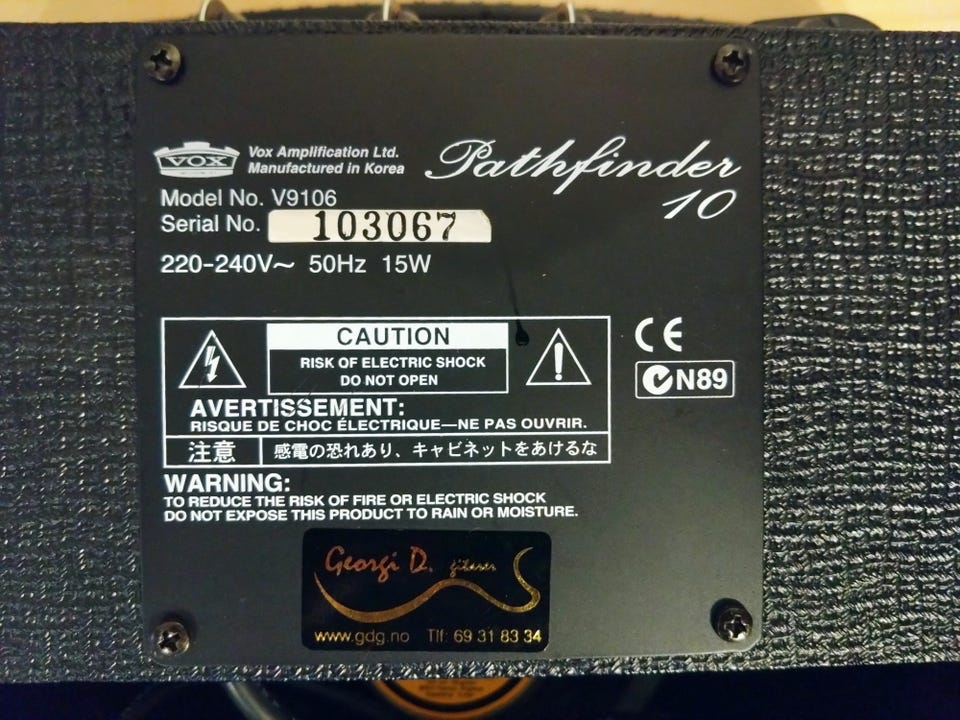 VOX
Vox Amplification Ltd.
Manufactured in Korea
Pathfinder
10
Model No. V9106
Serial No. 103067
220-240V~ 50Hz 15W
CAUTION
RISK OF ELECTRIC SHOCK
DO NOT OPEN
AVERTISSEMENT:
RISQUE DE CHOC ÉLECTRIQUE—NE PAS OUVRIR.
注意 感電の恐れあり、キャビネットをあけるな
CE
N89
WARNING:
TO REDUCE THE RISK OF FIRE OR ELECTRIC SHOCK
DO NOT EXPOSE THIS PRODUCT TO RAIN OR MOISTURE.
Georgi D. gitarer
www.gdg.no Tlf: 69 31 83 34